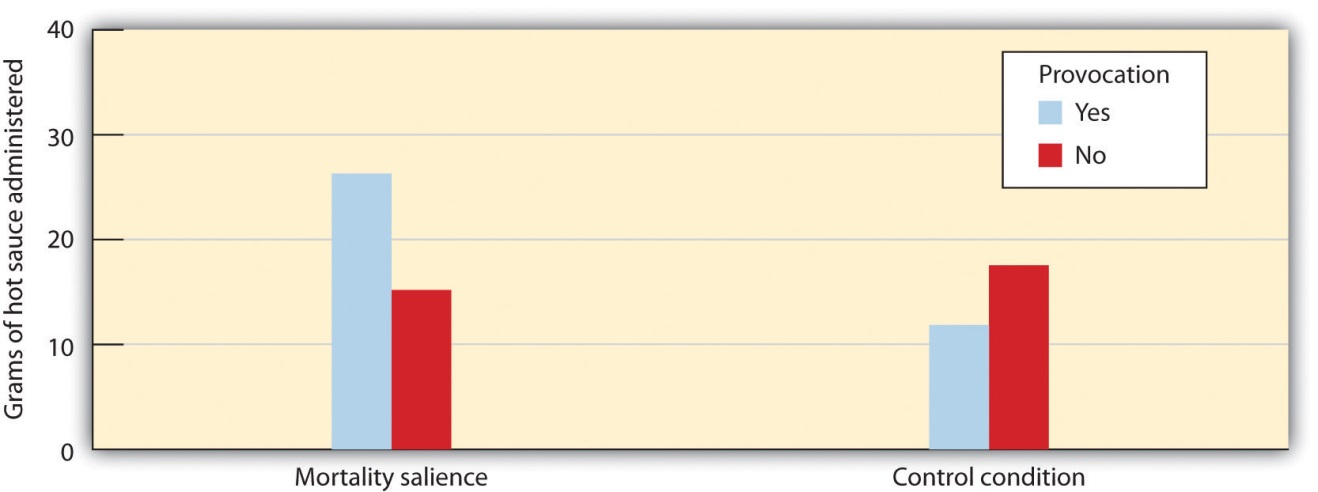 Grams of hot sauce administered
40
30
20
10
0
Provocation
Yes
No
Mortality salience
Control condition